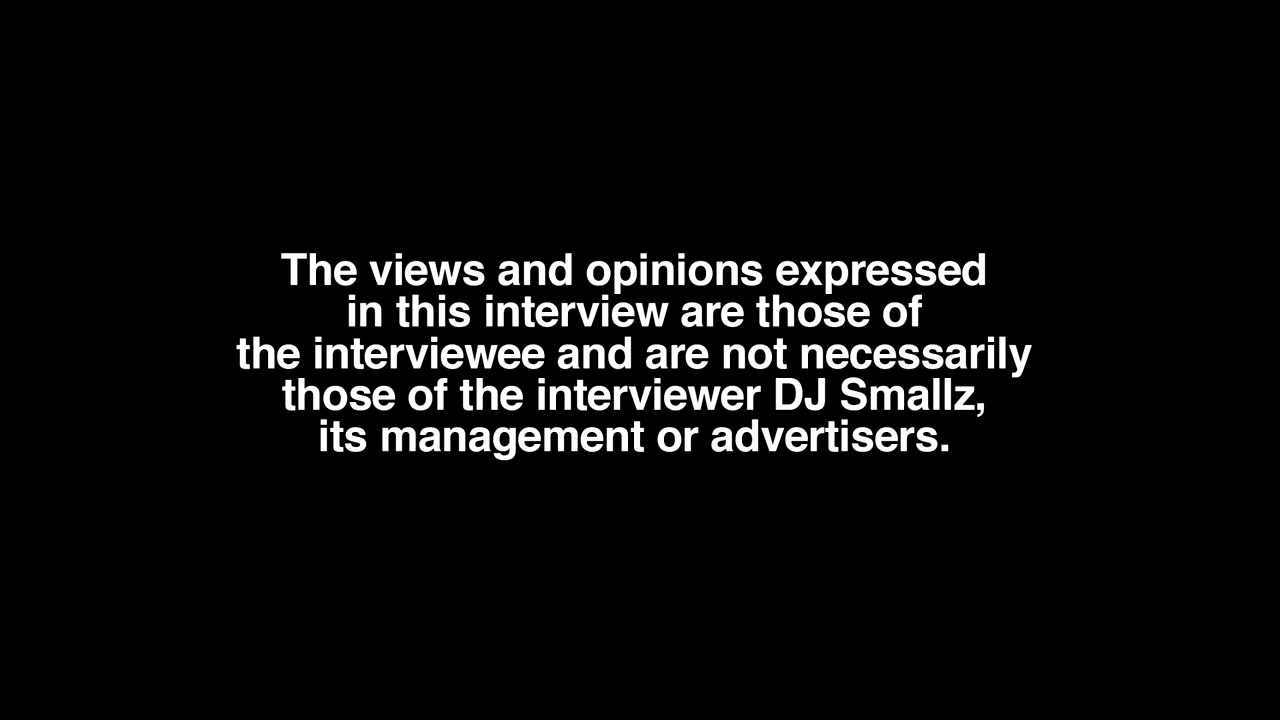 The views and opinions expressed
in this interview are those of
the interviewee and are not necessarily
those of the interviewer DJ Smallz,
its management or advertisers.